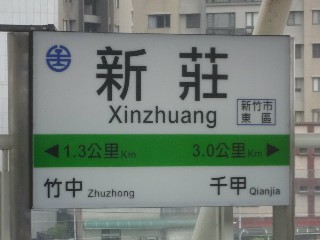 新莊
Xinzhuang
新竹市
東區
◀1.3公里Km 3.0公里Km▶
竹中 Zhuzhong 千甲 Qianjia